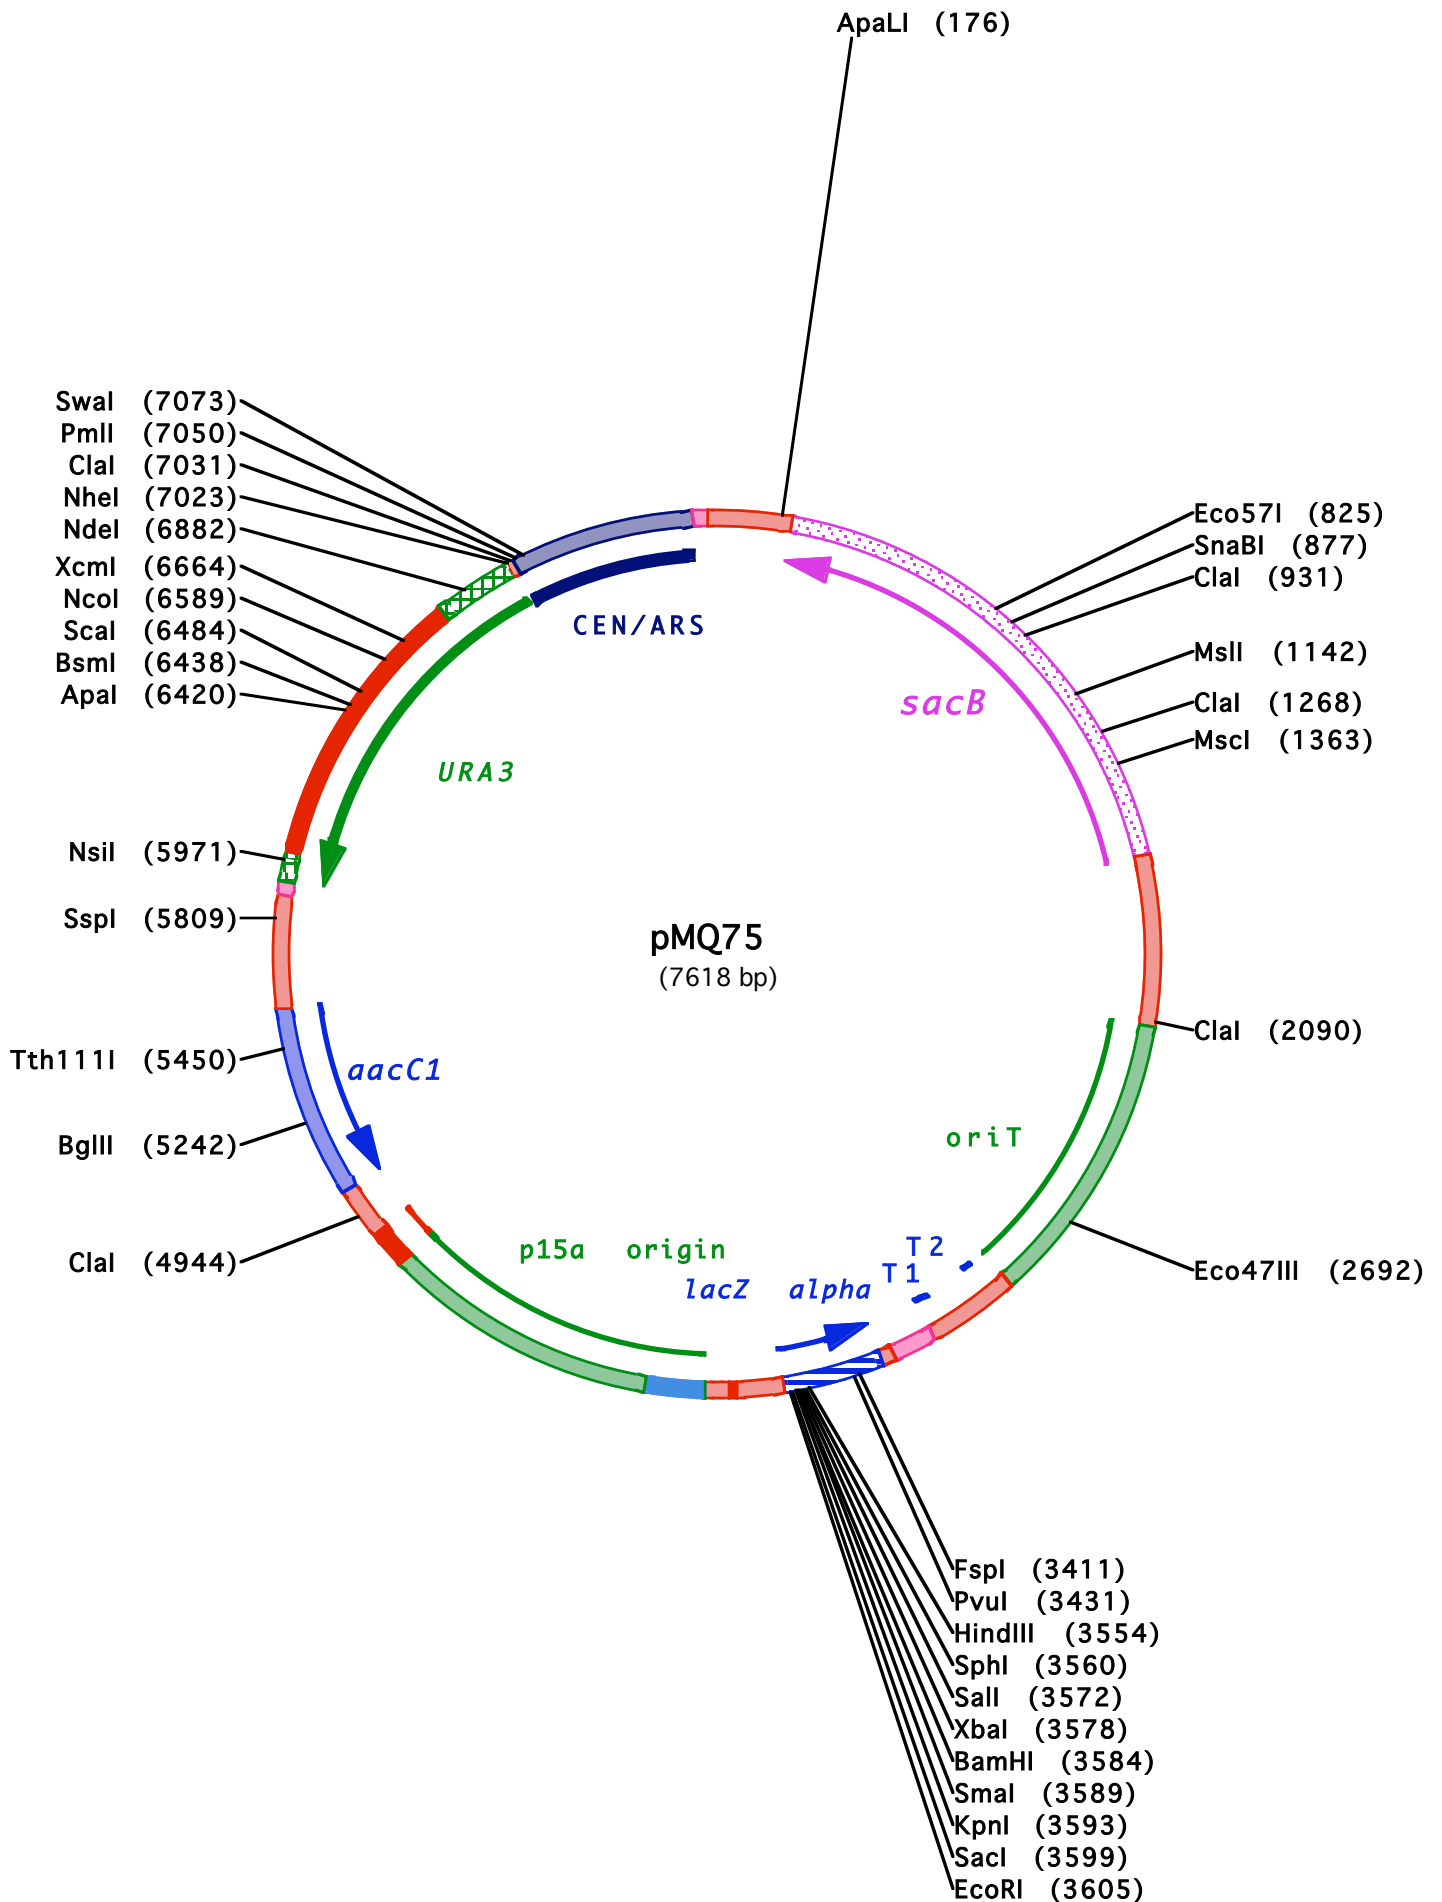 ApaLI (176)
SwaI (7073)
PmlI (7050)
ClaI (7031)
NheI (7023)
NdeI (6882)
XcmI (6664)
NcoI (6589)
ScaI (6484)
BsmI (6438)
ApaI (6420)
NsiI (5971)
SspI (5809)
Tth111I (5450)
BglII (5242)
ClaI (4944)
Eco57I (825)
SnaBI (877)
ClaI (931)
MslI (1142)
ClaI (1268)
MscI (1363)
ClaI (2090)
Eco47III (2692)
CEN/ARS
sacB
URA3
pMQ75
(7618 bp)
aacC1
oriT
p15a origin
T2
T1
lacZ alpha
FspI (3411)
PvuI (3431)
HindIII (3554)
SphI (3560)
SalI (3572)
XbaI (3578)
BamHI (3584)
SmaI (3589)
KpnI (3593)
SacI (3599)
EcoRI (3605)